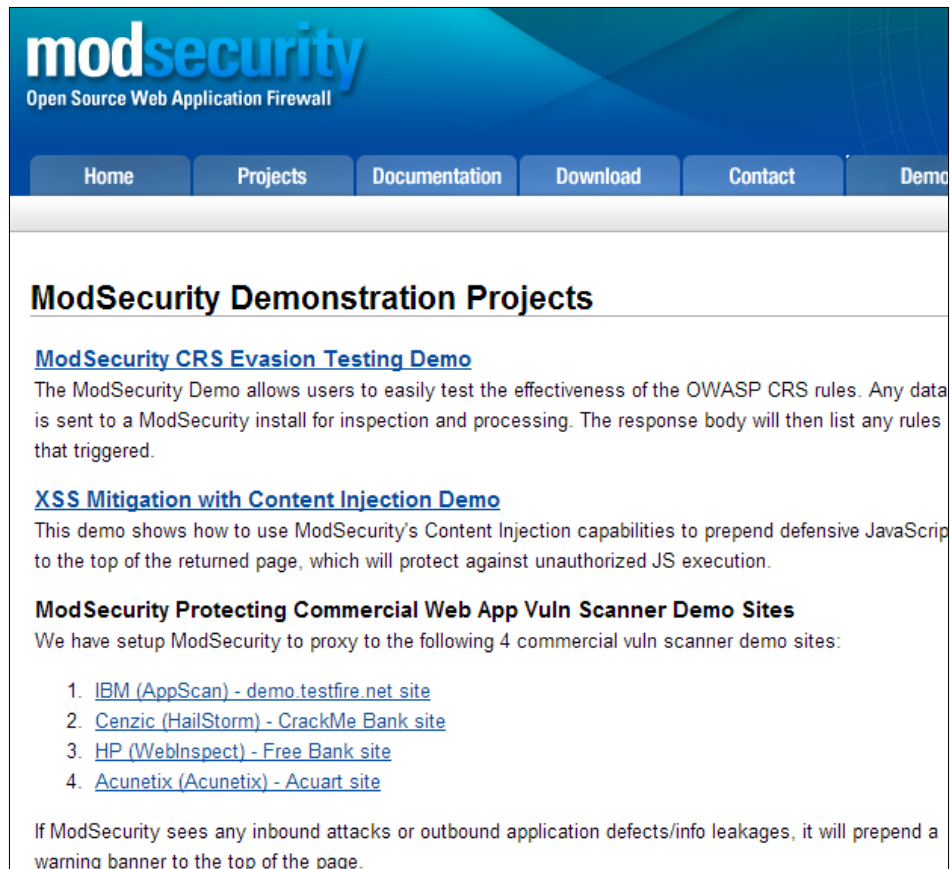 modsecurity
Open Source Web Application Firewall
Home Projects Documentation Download Contact Demo
ModSecurity Demonstration Projects
ModSecurity CRS Evasion Testing Demo
The ModSecurity Demo allows users to easily test the effectiveness of the OWASP CRS rules. Any data
is sent to a ModSecurity install for inspection and processing. The response body will then list any rules
that triggered.
XSS Mitigation with Content Injection Demo
This demo shows how to use ModSecurity's Content Injection capabilities to prepend defensive JavaScrip
to the top of the returned page, which will protect against unauthorized JS execution.
ModSecurity Protecting Commercial Web App Vuln Scanner Demo Sites
We have setup ModSecurity to proxy to the following 4 commercial vuln scanner demo sites:
1. IBM (AppScan) - demo.testfire.net site
2. Cenzic (HailStorm) - CrackMe Bank site
3. HP (WebInspect) - Free Bank site
4. Acunetix (Acunetix) - Acuart site
If ModSecurity sees any inbound attacks or outbound application defects/info leakages, it will prepend a
warning banner to the top of the page.